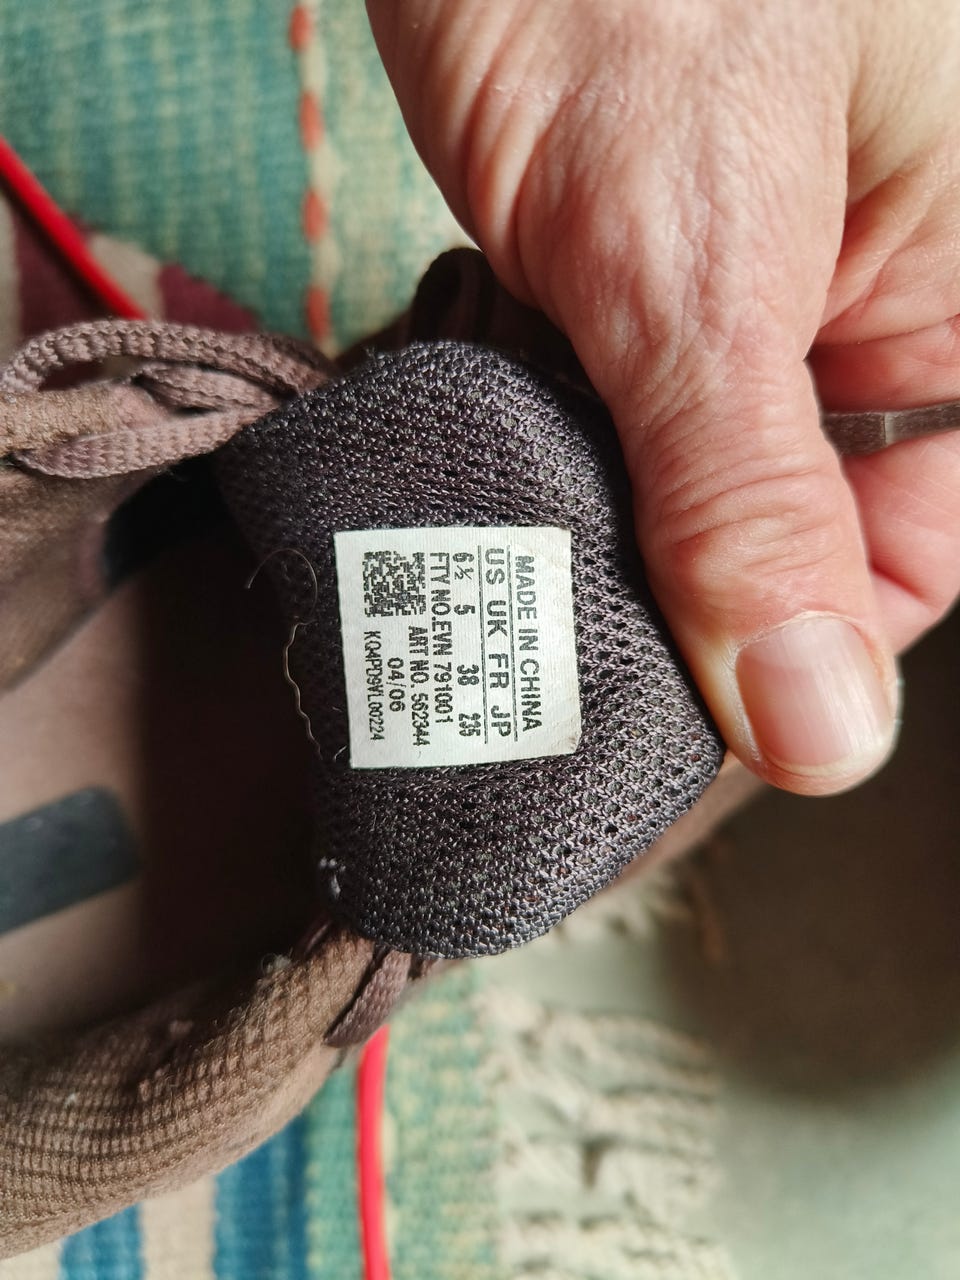 MADE IN CHINA
US UK FR JP
6½ 5 38 235
FTY NO.EVN 791001
ART NO. 562344
04/06
KQ4PD9VL00224